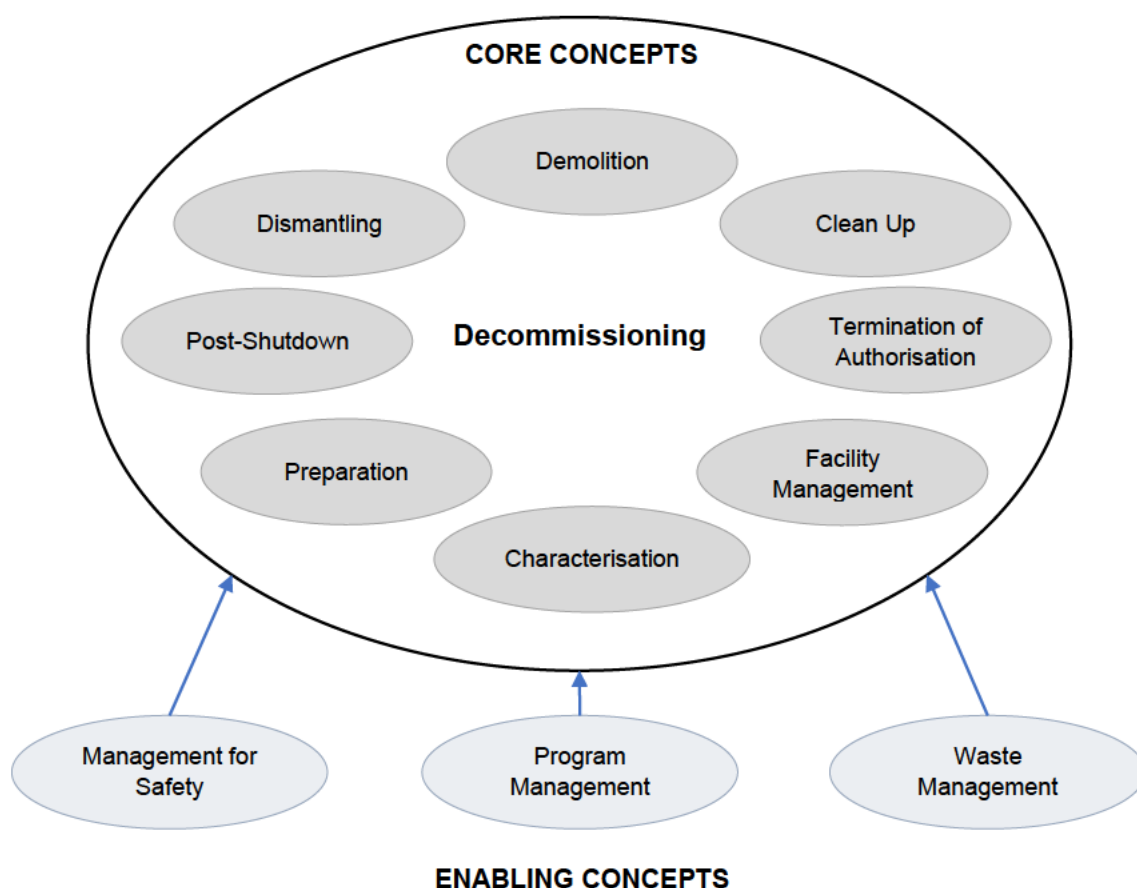 CORE CONCEPTS
Demolition
Dismantling
Clean Up
Post-Shutdown
Decommissioning
Termination of
Authorisation
Preparation
Facility
Management
Characterisation
Management for
Safety
Program
Management
Waste
Management
ENABLING CONCEPTS